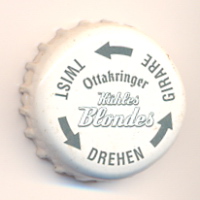 TWIST
GIRARE
DREHEN
Ottakringer
Kühles
Blondes